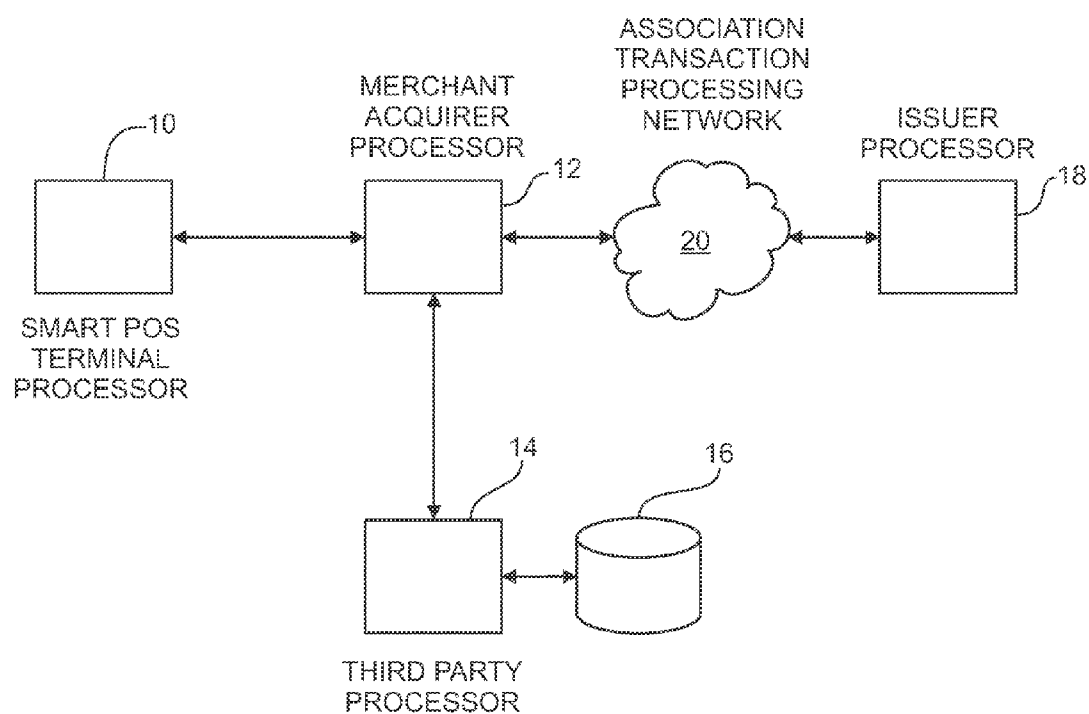 ASSOCIATION
TRANSACTION
PROCESSING
NETWORK
MERCHANT
ACQUIRER
PROCESSOR
ISSUER
PROCESSOR
10
12
18
20
SMART POS
TERMINAL
PROCESSOR
14
16
THIRD PARTY
PROCESSOR